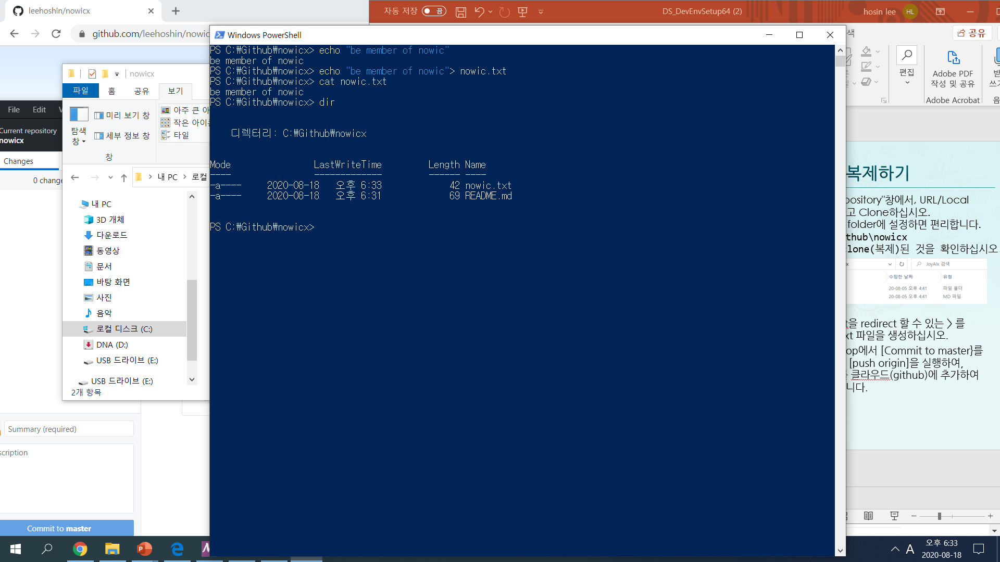 leehoshin/nowicx
github.com/leehoshin/nowic
자동 저장
끔
DS_DevEnvSetup64 (2)
hosin lee
HL
공유
편집
Adobe PDF
작성 및 공유
Adobe Acrobat
nowicx
파일
홈
공유
보기
탐색
창
미리 보기 창
세부 정보 창
창
아주 큰 아
작은 아이
타일
내 PC
로컬
내 PC
3D 개체
다운로드
동영상
문서
바탕 화면
사진
음악
로컬 디스크 (C:)
DNA (D:)
USB 드라이브 (E:)
USB 드라이브 (E:)
2개 항목
File
Edit
V
Current repository
nowicx
Changes
0 change
Summary (required)
scription
Commit to master
Windows PowerShell
PS C:₩Github₩nowicx> echo "be member of nowic"
be member of nowic
PS C:₩Github₩nowicx> echo "be member of nowic"> nowic.txt
PS C:₩Github₩nowicx> cat nowic.txt
be member of nowic
PS C:₩Github₩nowicx> dir
디렉터리: C:₩Github₩nowicx
Mode LastWriteTime Length Name
---- ------------- ------ ----
-a---- 2020-08-18 오후 6:33 42 nowic.txt
-a---- 2020-08-18 오후 6:31 69 README.md
PS C:₩Github₩nowicx>
복제하기
pository"창에서, URL/Local
고 Clone하십시오.
folder에 설정하면 편리합니다.
thub\nowicx
lone(복제)된 것을 확인하십시오
JoyAIx 검색
수정한 날짜 유형
20-08-05 오후 4:41 파일 폴더
20-08-05 오후 4:41 MD 파일
을 redirect 할 수 있는 > 를
xt 파일을 생성하십시오.
op에서 [Commit to master}를
[push origin]을 실행하여,
클라우드(github)에 추가하여
니다.
A
오후 6:33
2020-08-18